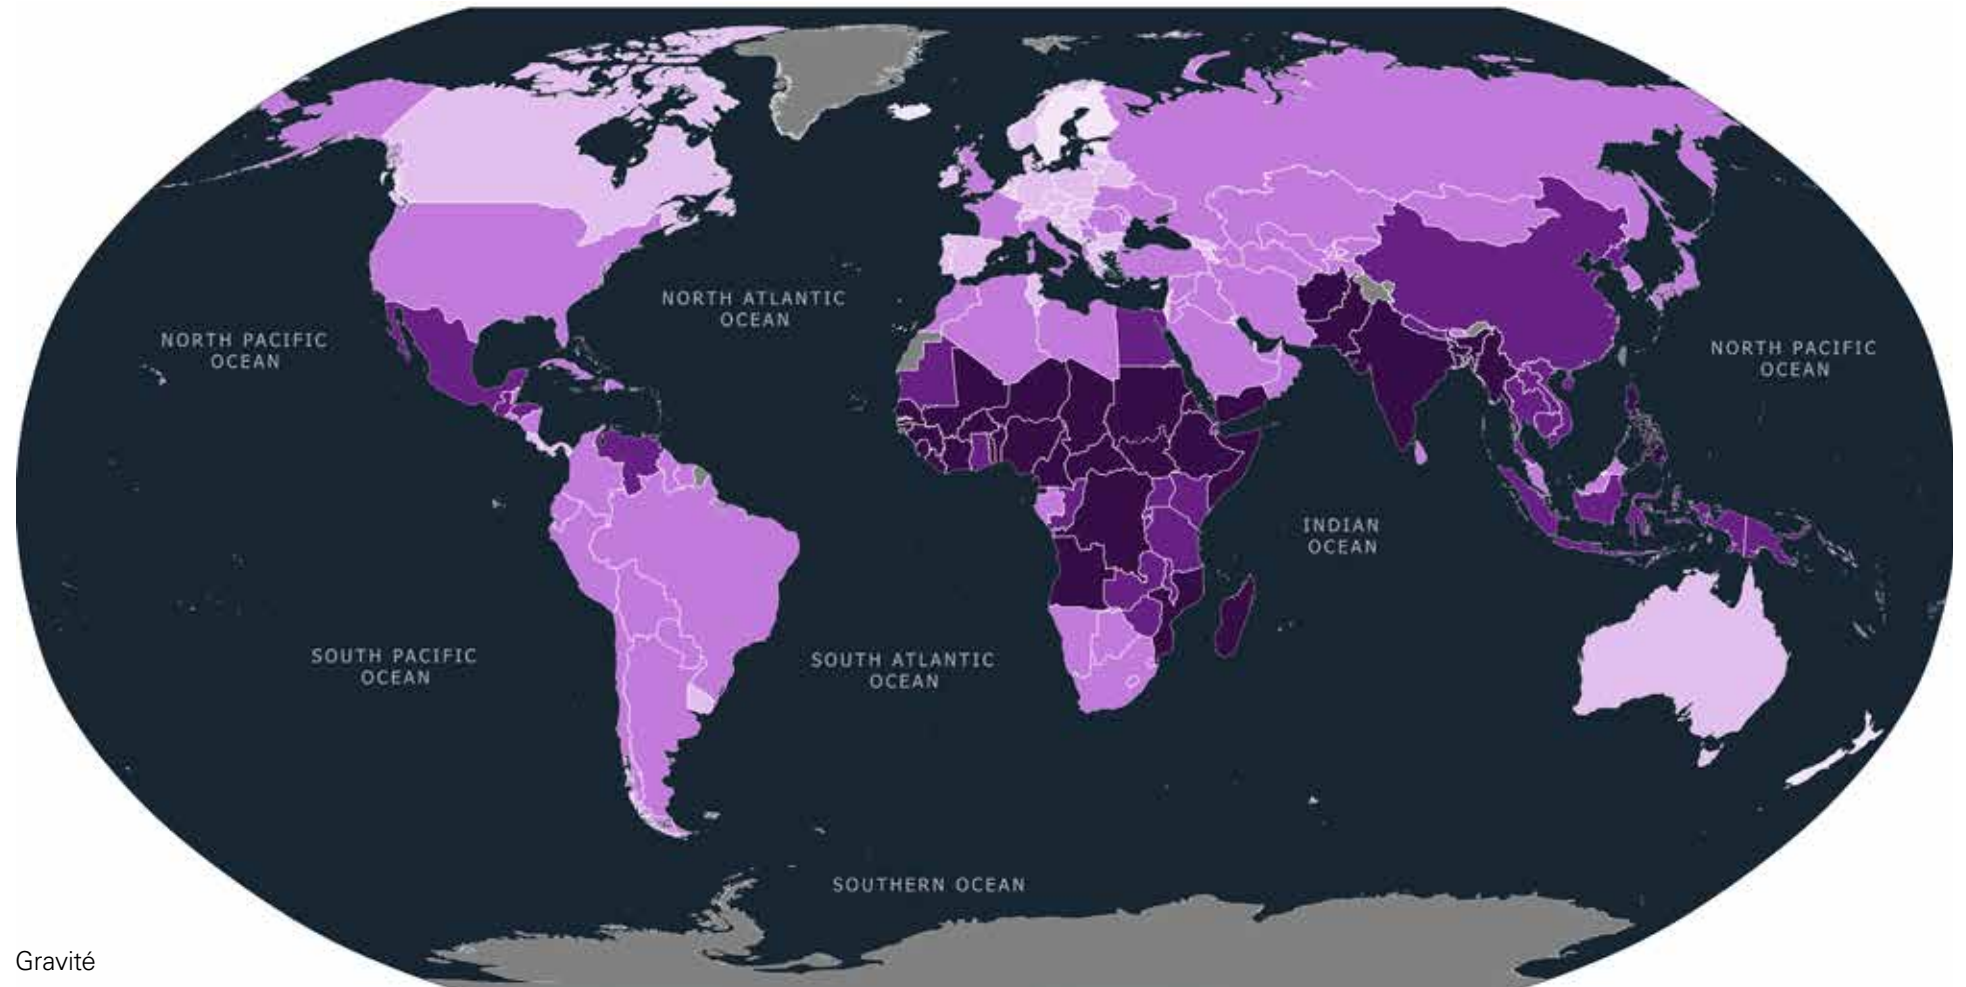 NORTH ATLANTIC
OCEAN
NORTH PACIFIC
OCEAN
NORTH PACIFIC
OCEAN
INDIAN
OCEAN
SOUTH PACIFIC
OCEAN
SOUTH ATLANTIC
OCEAN
SOUTHERN OCEAN
Gravité